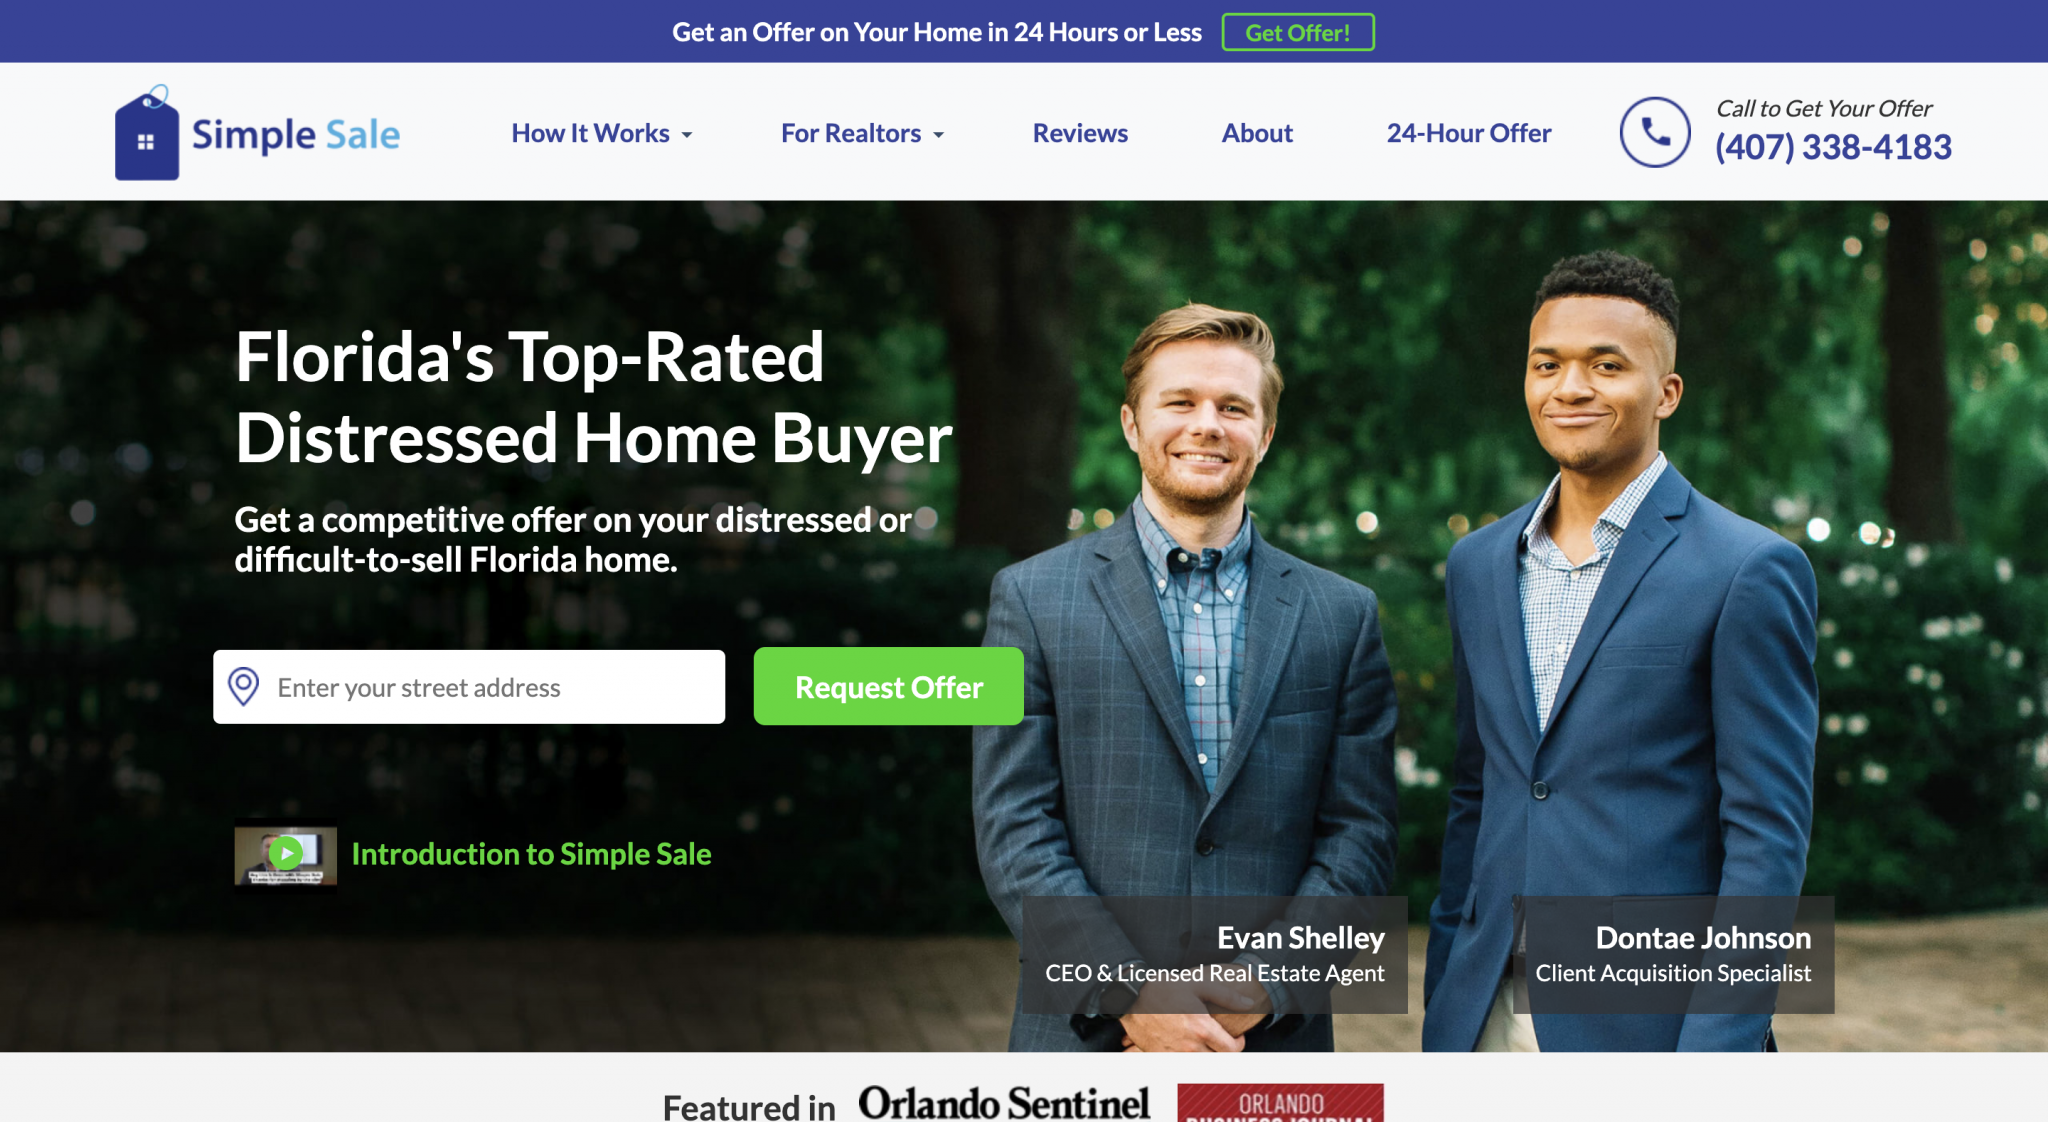 Get an Offer on Your Home in 24 Hours or Less Get Offer!
Simple Sale
How It Works
For Realtors
Reviews
About
24-Hour Offer
Call to Get Your Offer
(407) 338-4183
Florida's Top-Rated
Distressed Home Buyer
Get a competitive offer on your distressed or
difficult-to-sell Florida home.
Enter your street address
Request Offer
Introduction to Simple Sale
Evan Shelley
CEO & Licensed Real Estate Agent
Dontae Johnson
Client Acquisition Specialist
Featured in
Orlando Sentinel
ORLANDO
BUSINESS JOURNAL